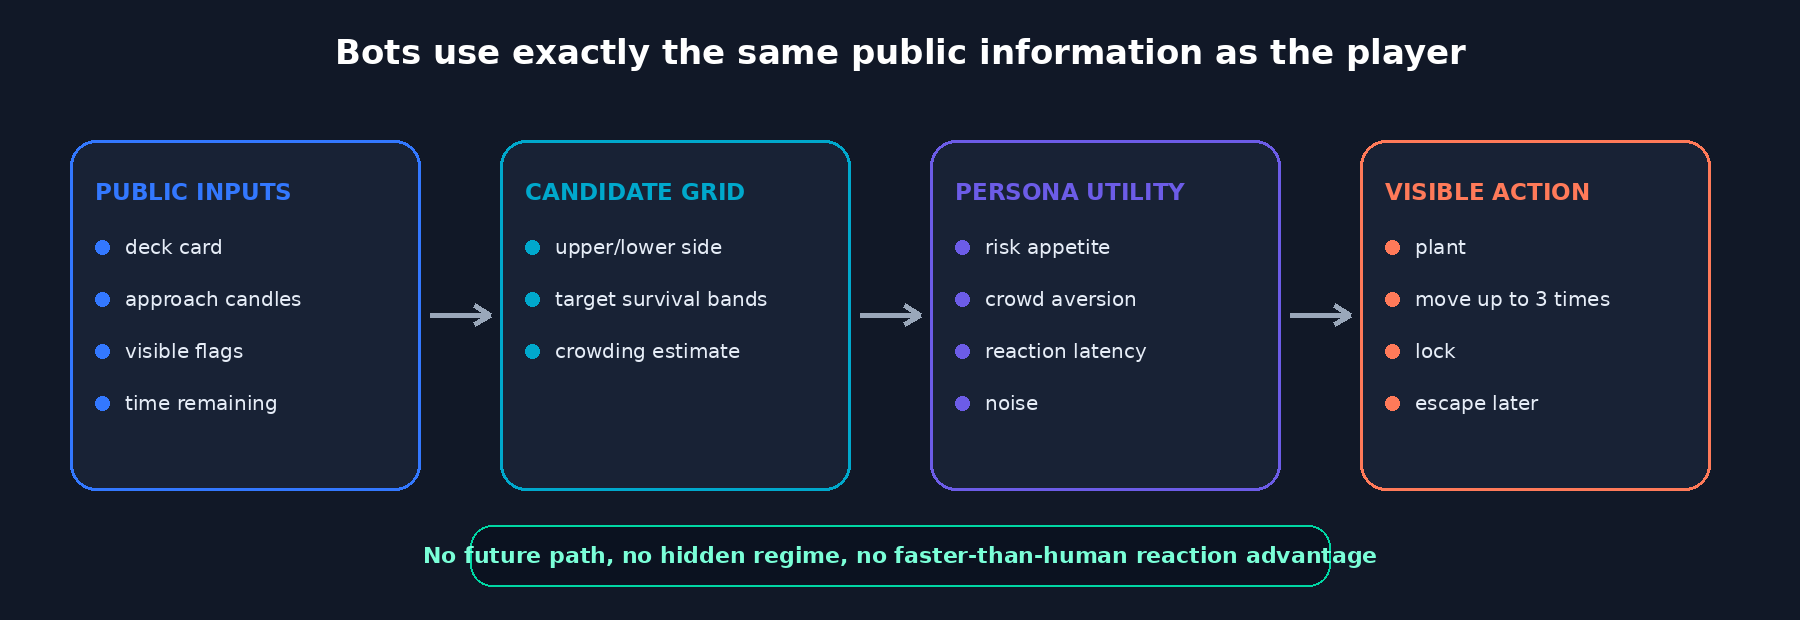 Bots use exactly the same public information as the player
PUBLIC INPUTS
deck card
approach candles
visible flags
time remaining
CANDIDATE GRID
upper/lower side
target survival bands
crowding estimate
PERSONA UTILITY
risk appetite
crowd aversion
reaction latency
noise
VISIBLE ACTION
plant
move up to 3 times
lock
escape later
No future path, no hidden regime, no faster-than-human reaction advantage